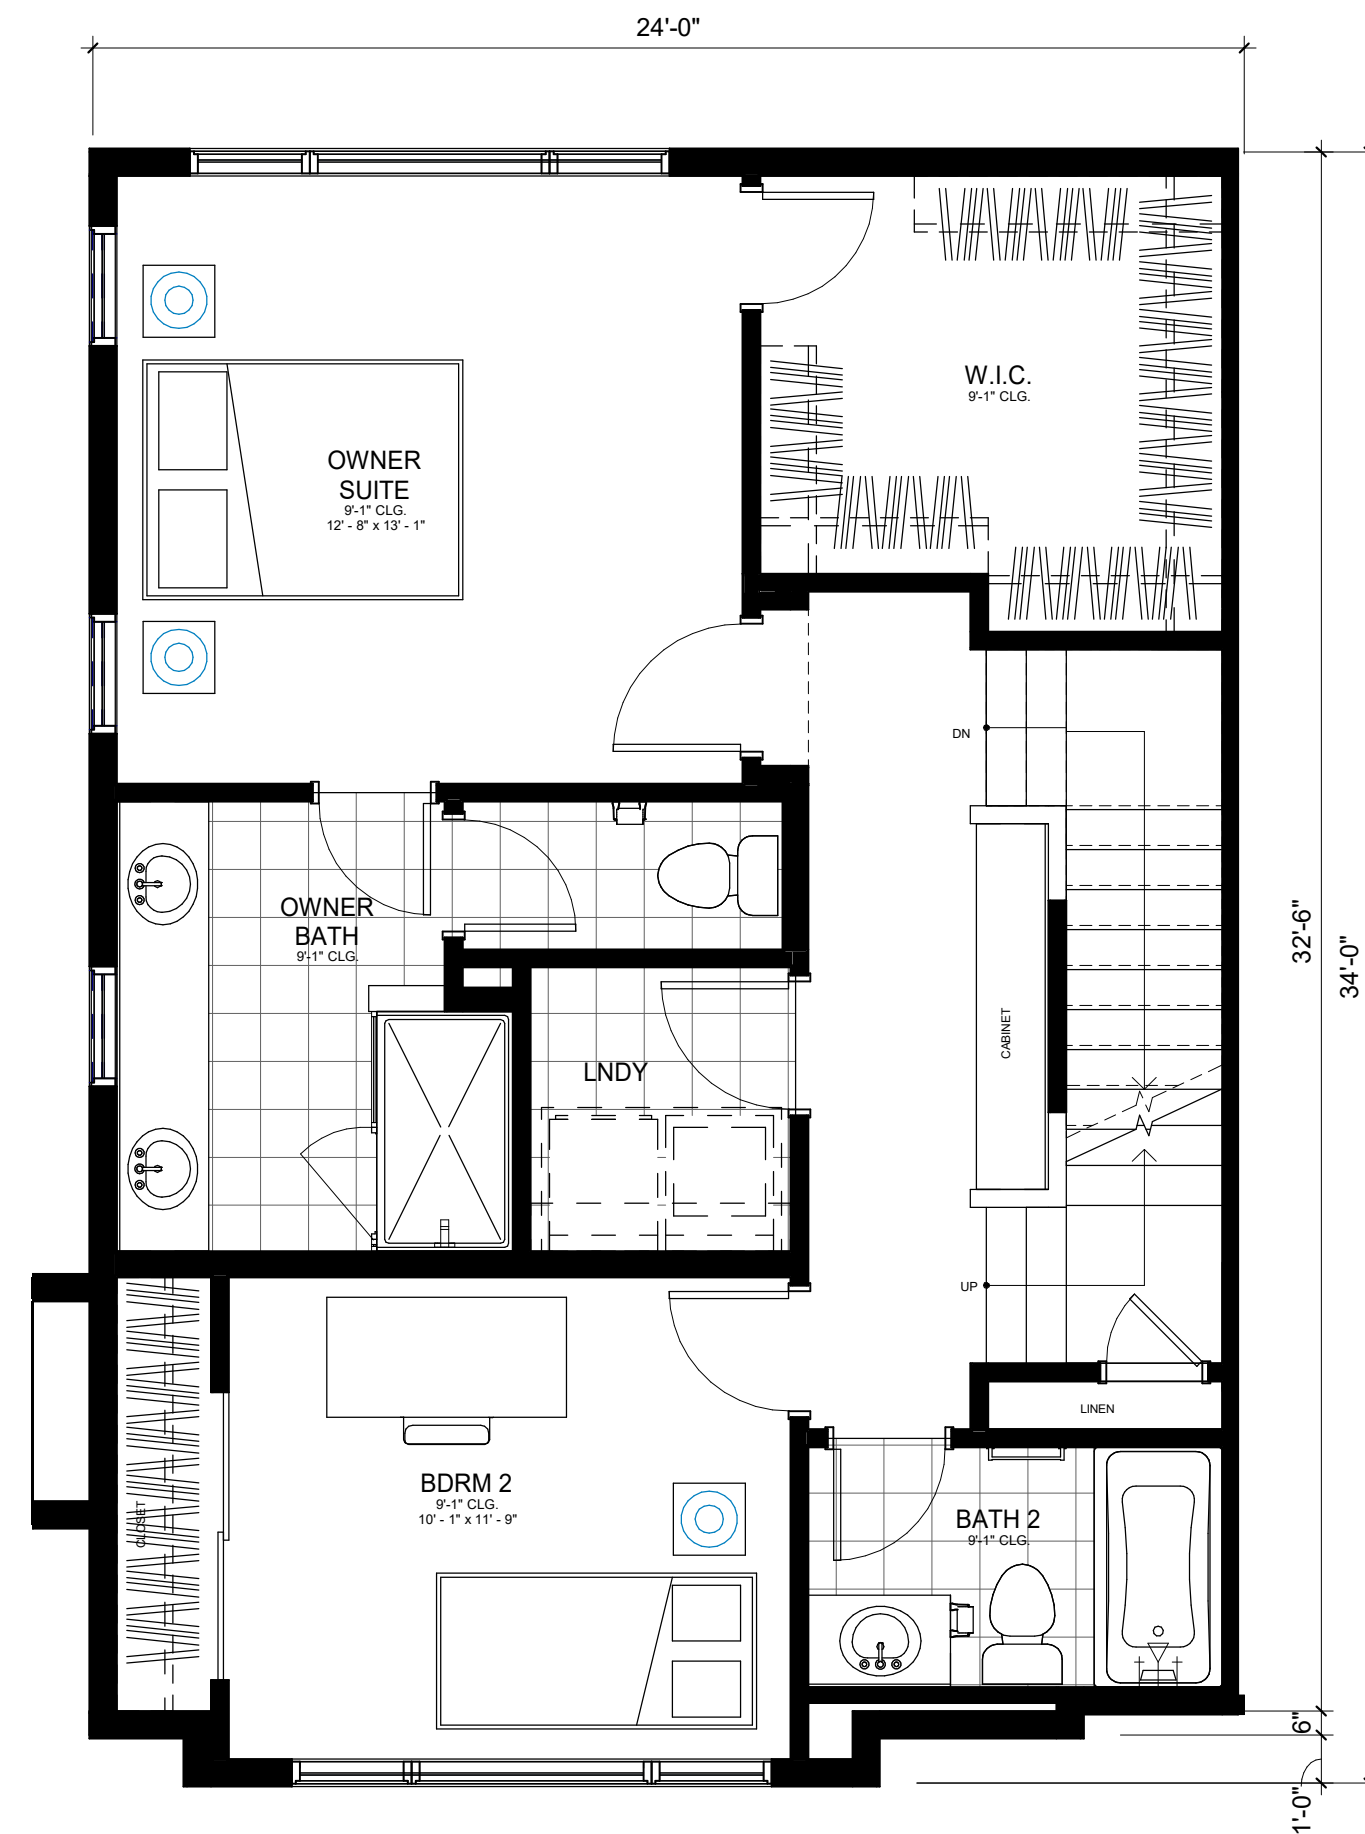 24'-0"
W.I.C.
9'-1" CLG.
OWNER
SUITE
9'-1" CLG.
12' - 8" x 13' - 1"
DN
OWNER
BATH
9'-1" CLG.
32'-6"
34'-0"
CABINET
LNDY
UP
LINEN
BDRM 2
9'-1" CLG.
10' - 1" x 11' - 9"
CLOSET
BATH 2
9'-1" CLG.
6"
1'-0"